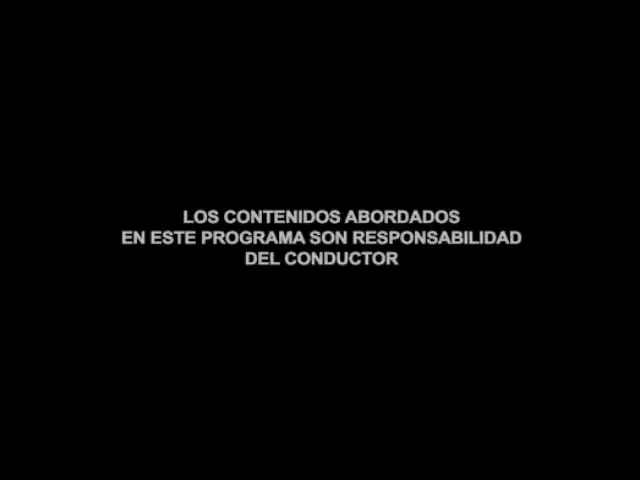 LOS CONTENIDOS ABORDADOS
EN ESTE PROGRAMA SON RESPONSABILIDAD
DEL CONDUCTOR